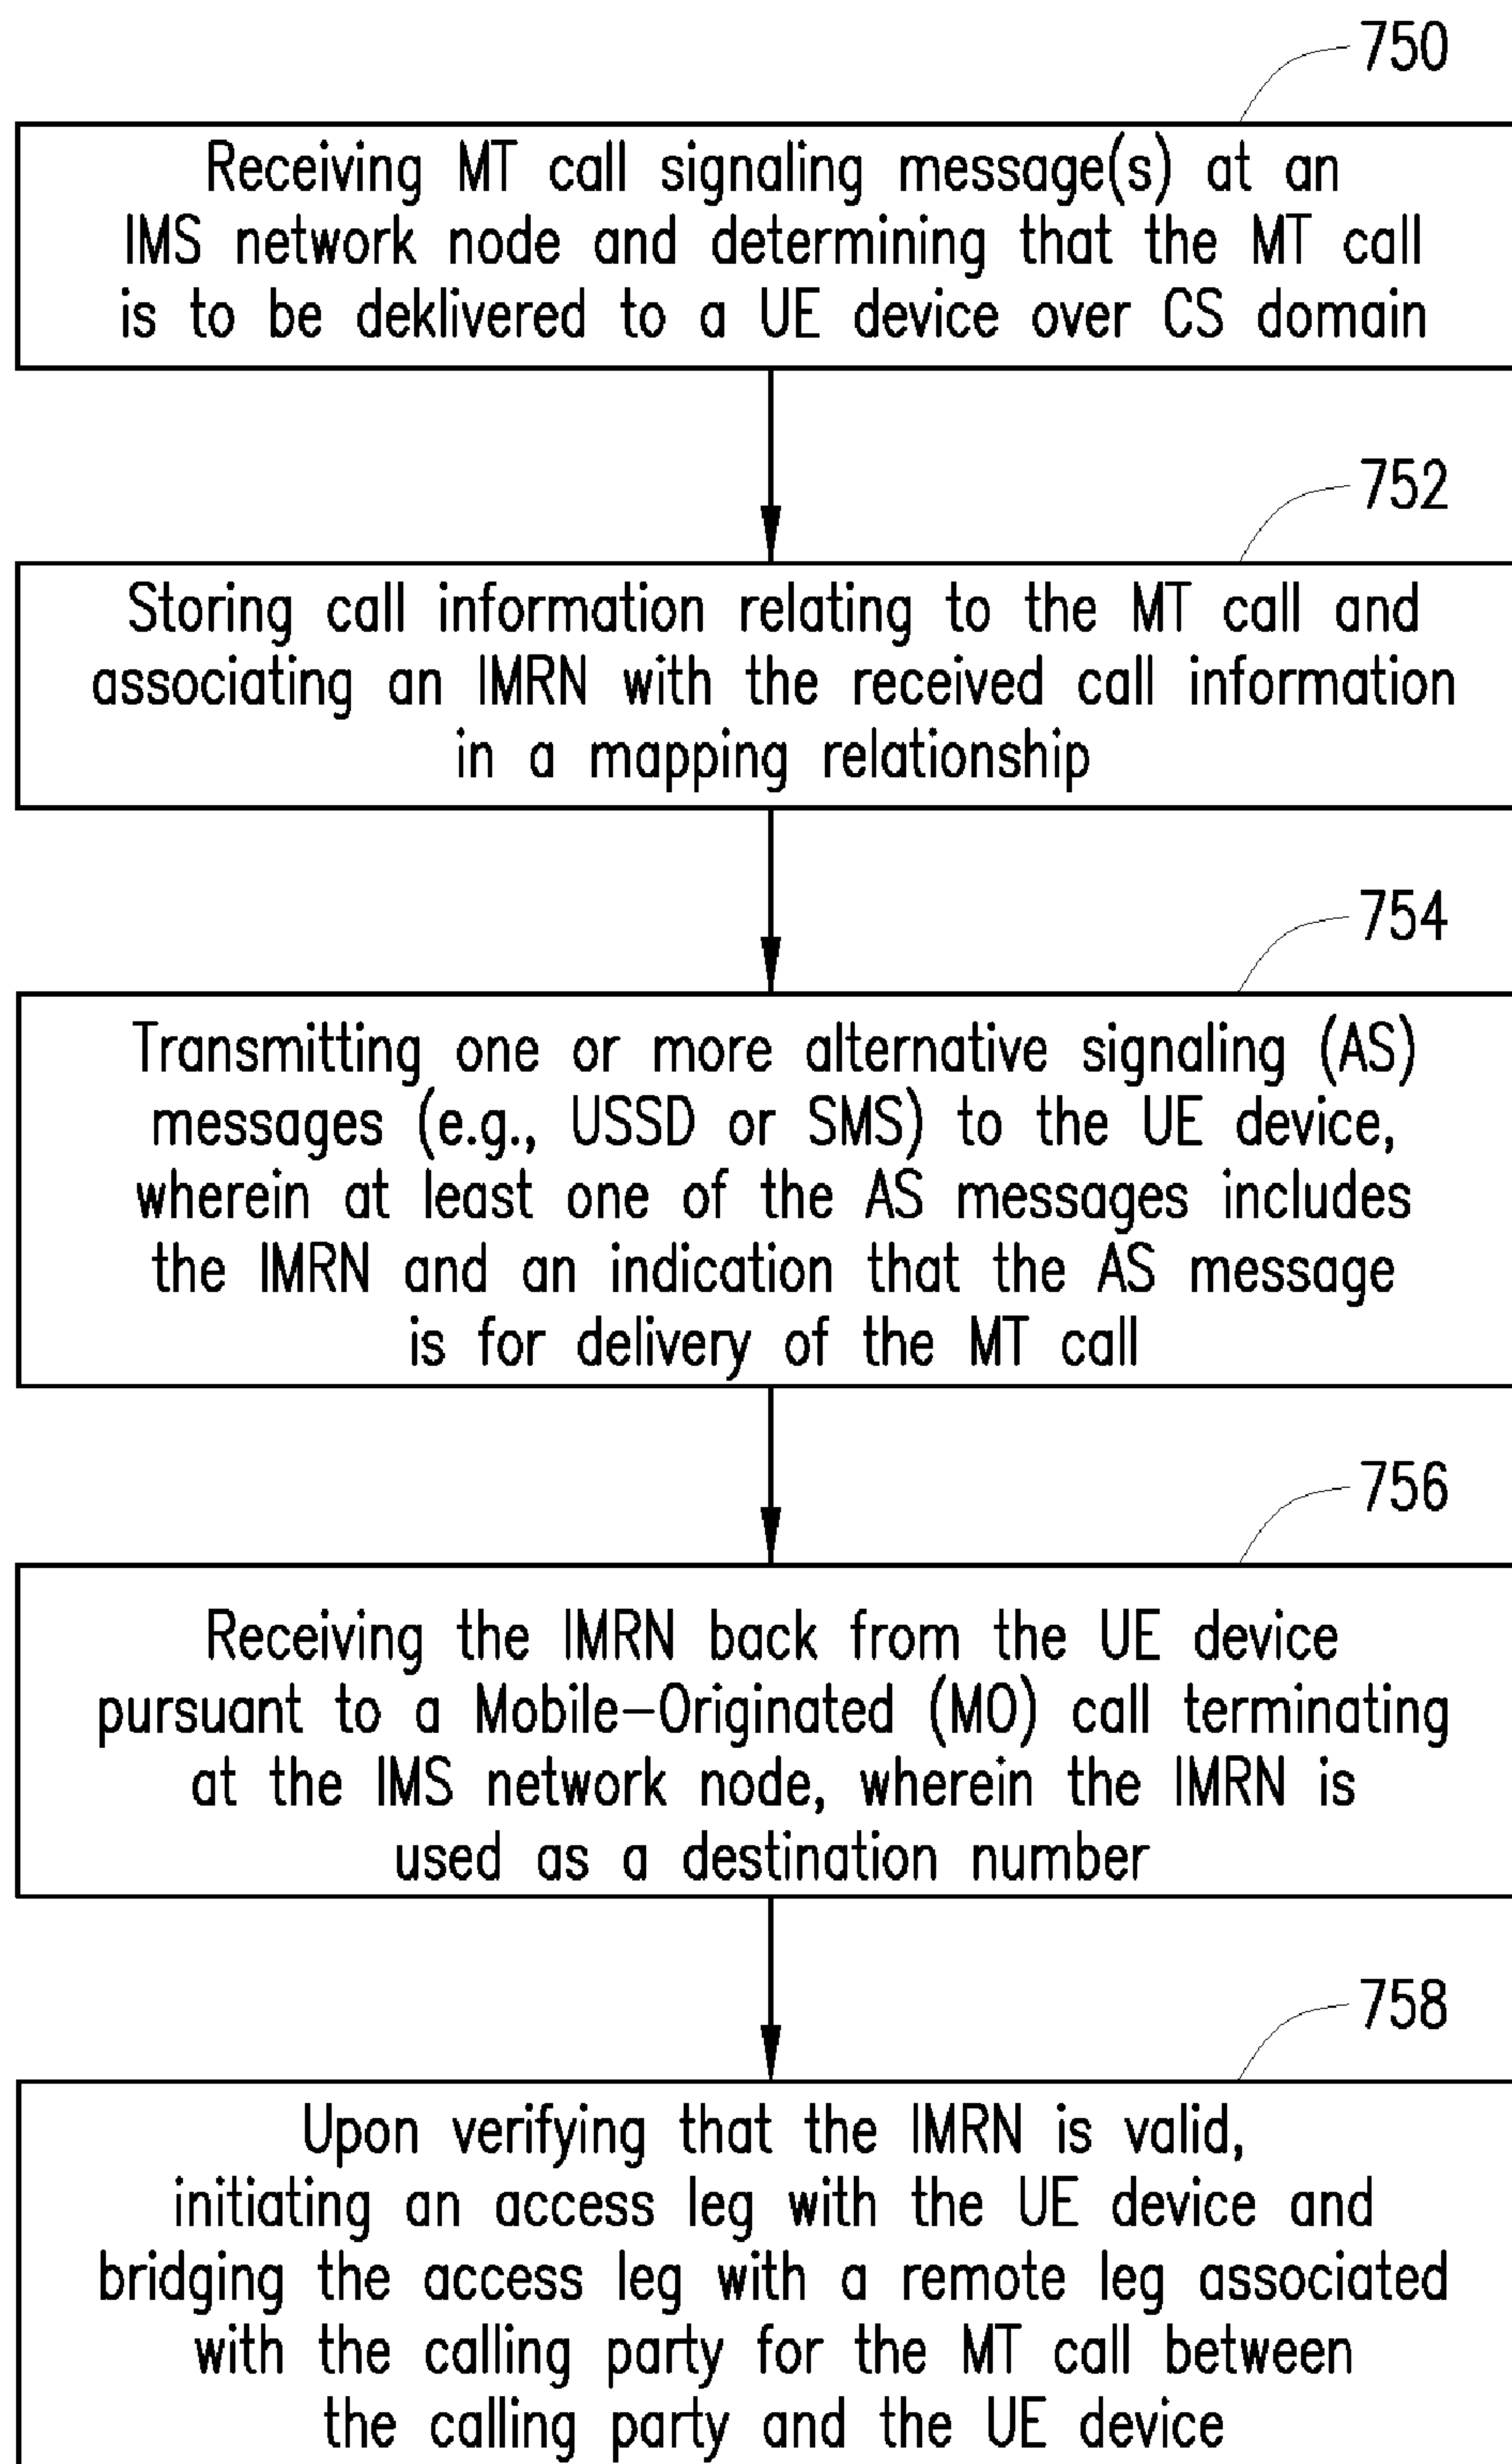 750
Receiving MT call signaling message(s) at an
IMS network node and determining that the MT call
is to be deklivered to a UE device over CS domain
752
Storing call information relating to the MT call and
associating an IMRN with the received call information
in a mapping relationship
754
Transmitting one or more alternative signaling (AS)
messages (e.g., USSD or SMS) to the UE device,
wherein at least one of the AS messages includes
the IMRN and an indication that the AS message
is for delivery of the MT call
756
Receiving the IMRN back from the UE device
pursuant to a Mobile-Originated (MO) call terminating
at the IMS network node, wherein the IMRN is
used as a destination number
758
Upon verifying that the IMRN is valid,
initiating an access leg with the UE device and
bridging the access leg with a remote leg associated
with the calling party for the MT call between
the calling party and the UE device